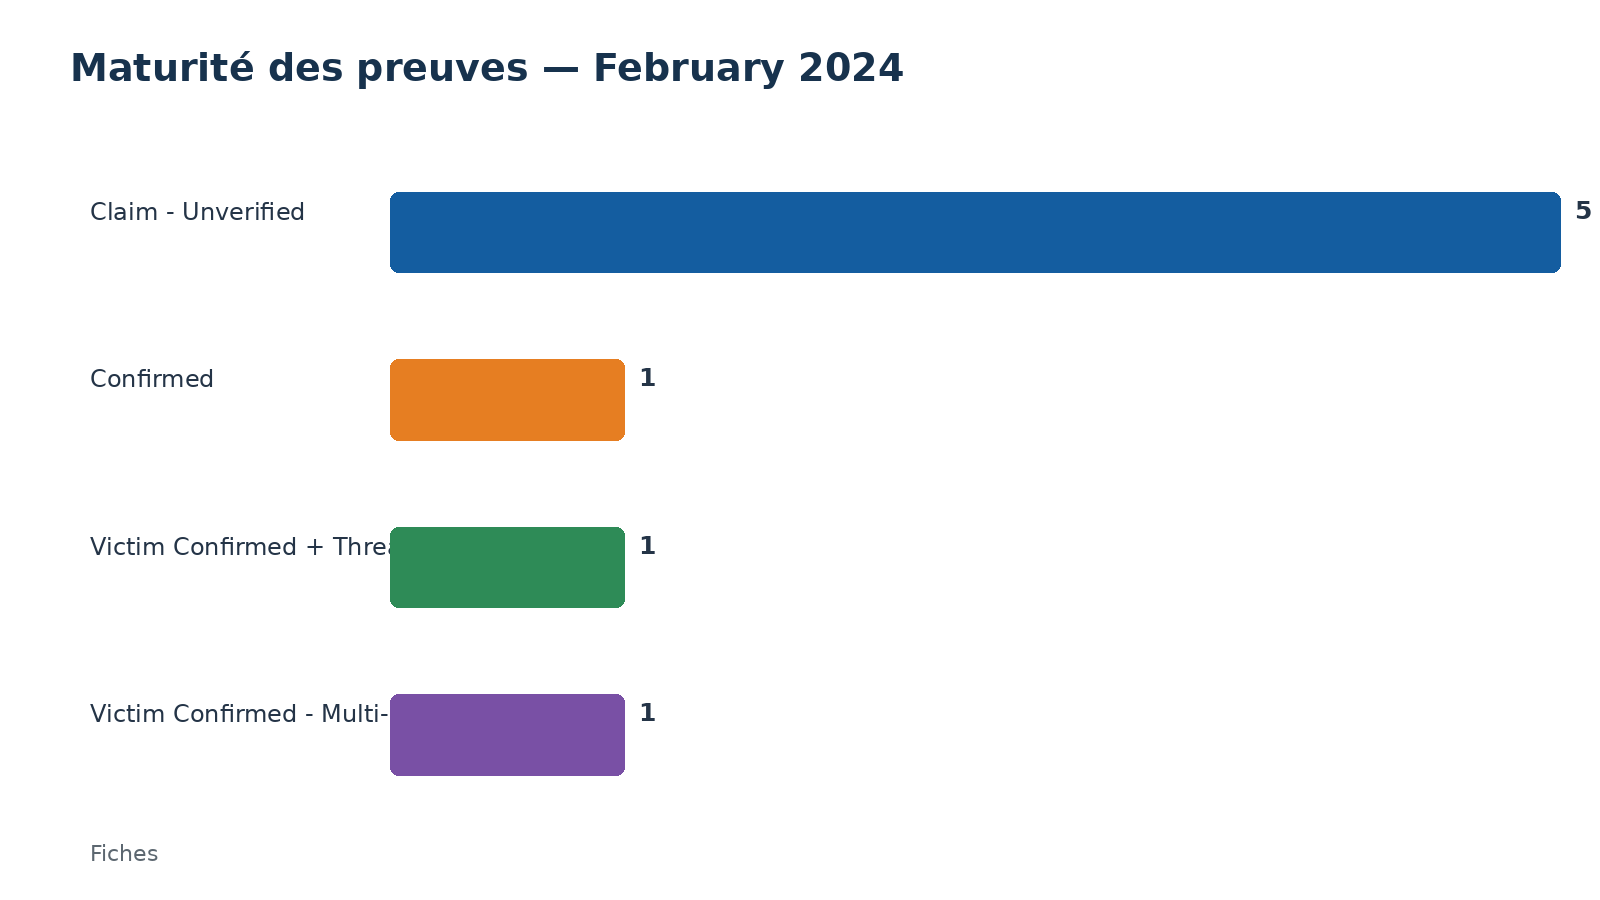 Maturité des preuves — February 2024
Claim - Unverified 5
Confirmed 1
Victim Confirmed + Threa 1
Victim Confirmed - Multi- 1
Fiches